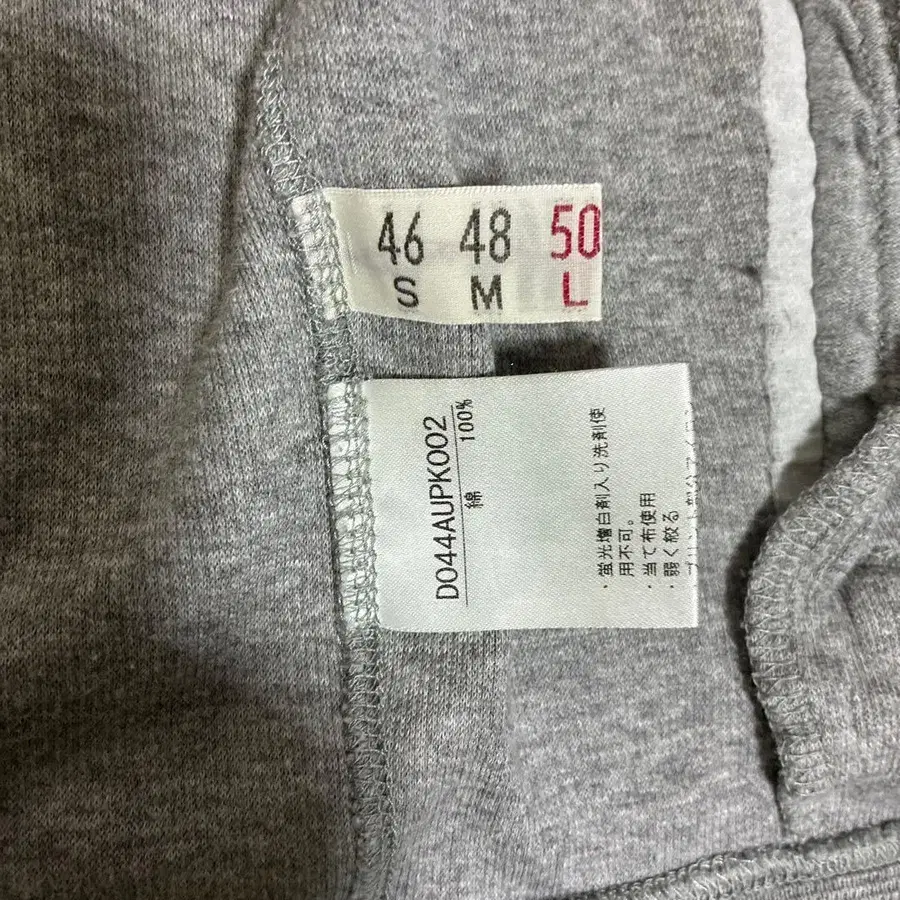 46 48 50
S M L
D044AUPK002
綿 100%
・蛍光増白剤入り洗剤使
用不可。
・当て布使用
・弱く絞る